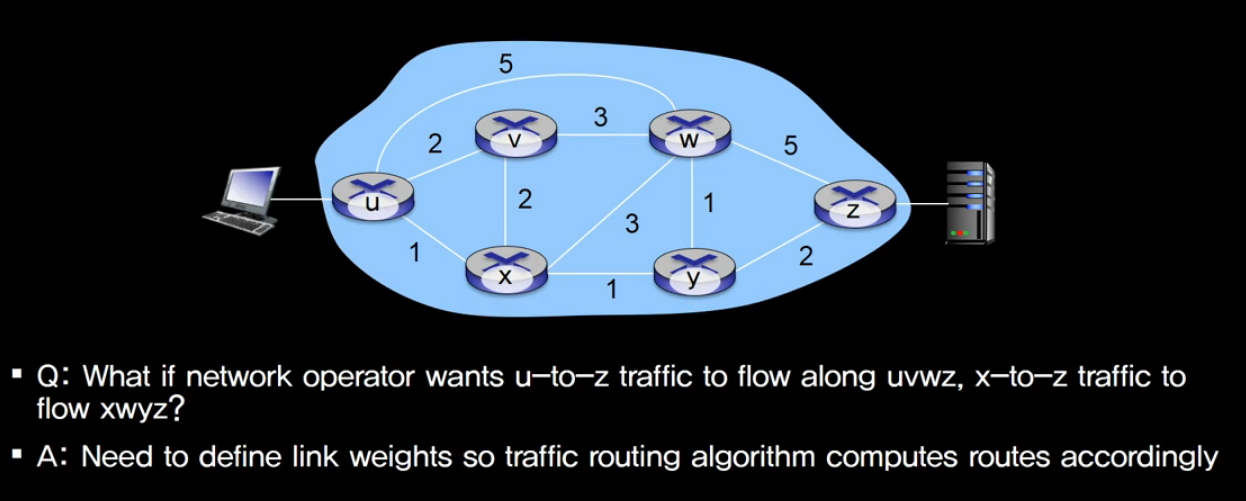 5
3
v
w
2
5
u
2
1
z
3
1
2
x
y
1
▪ Q: What if network operator wants u-to-z traffic to flow along uvwz, x-to-z traffic to
flow xwyz?
▪ A: Need to define link weights so traffic routing algorithm computes routes accordingly